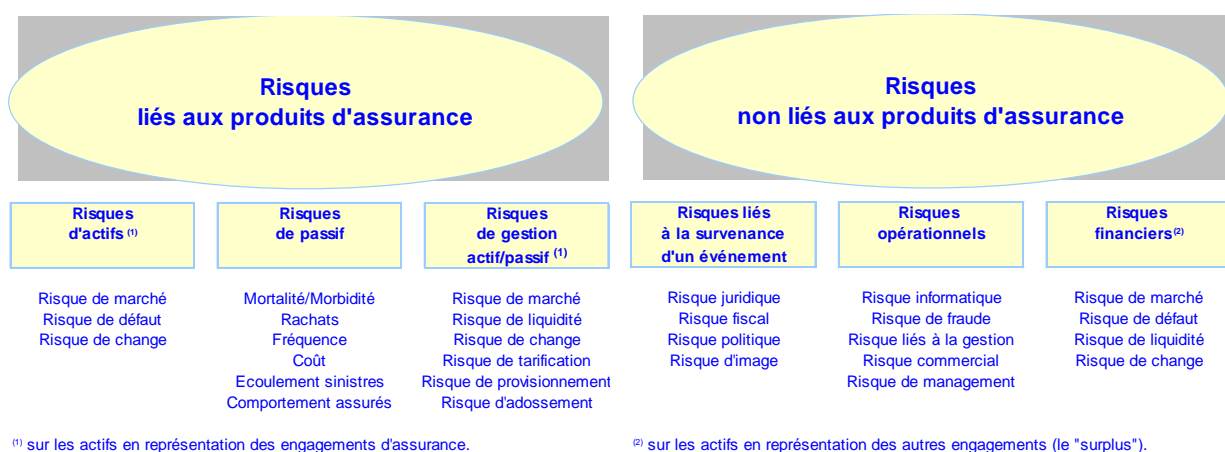 Risques
liés aux produits d'assurance
Risques
non liés aux produits d'assurance
Risques
d'actifs (1)
Risques
de passif
Risques
de gestion
actif/passif (1)
Risques liés
à la survenance
d'un événement
Risques
opérationnels
Risques
financiers(2)
Risque de marché
Risque de défaut
Risque de change
Mortalité/Morbidité
Rachats
Fréquence
Coût
Ecoulement sinistres
Comportement assurés
Risque de marché
Risque de liquidité
Risque de change
Risque de tarification
Risque de provisionnement
Risque d'adossement
Risque juridique
Risque fiscal
Risque politique
Risque d'image
Risque informatique
Risque de fraude
Risque liés à la gestion
Risque commercial
Risque de management
Risque de marché
Risque de défaut
Risque de liquidité
Risque de change
(1) sur les actifs en représentation des engagements d'assurance.
(2) sur les actifs en représentation des autres engagements (le "surplus").